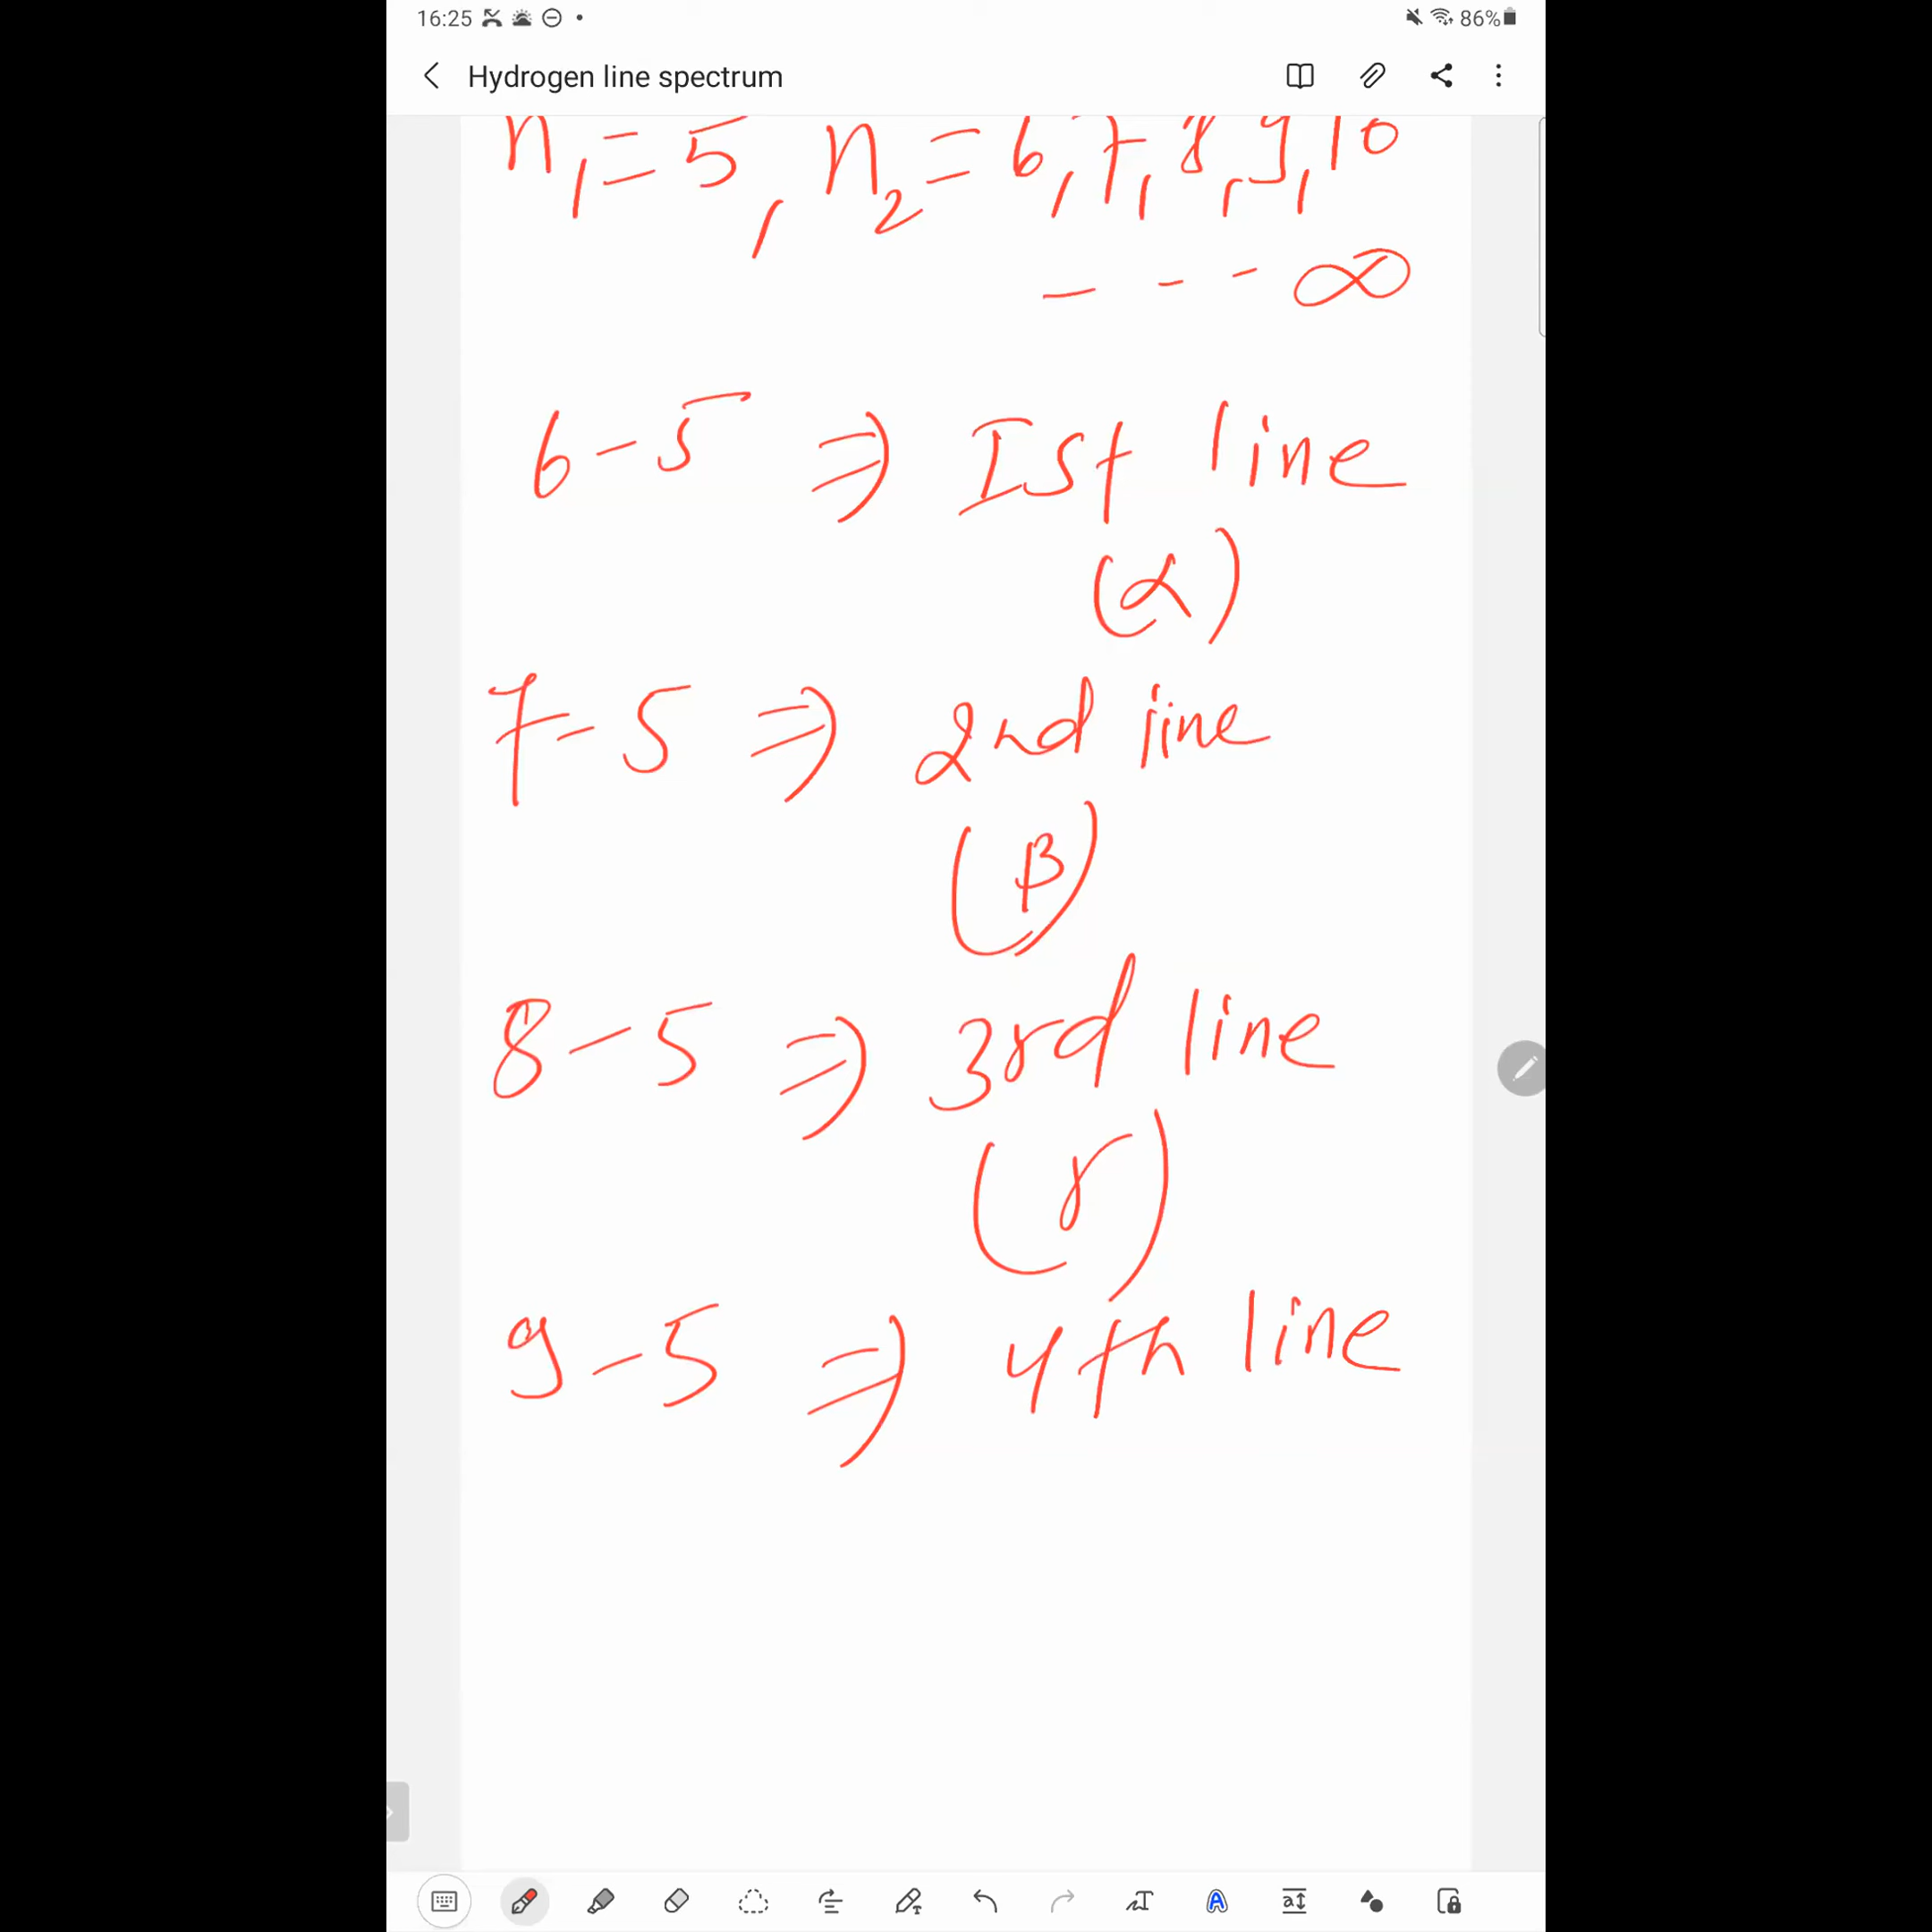 16:25
86%
Hydrogen line spectrum
n₁ = 5, n₂ = 6, 7, 8, 9, 10
- - - ∞
6 - 5 ⇒ Ist line
(α)
7 - 5 ⇒ 2nd line
(β)
8 - 5 ⇒ 3rd line
(γ)
9 - 5 ⇒ 4th line